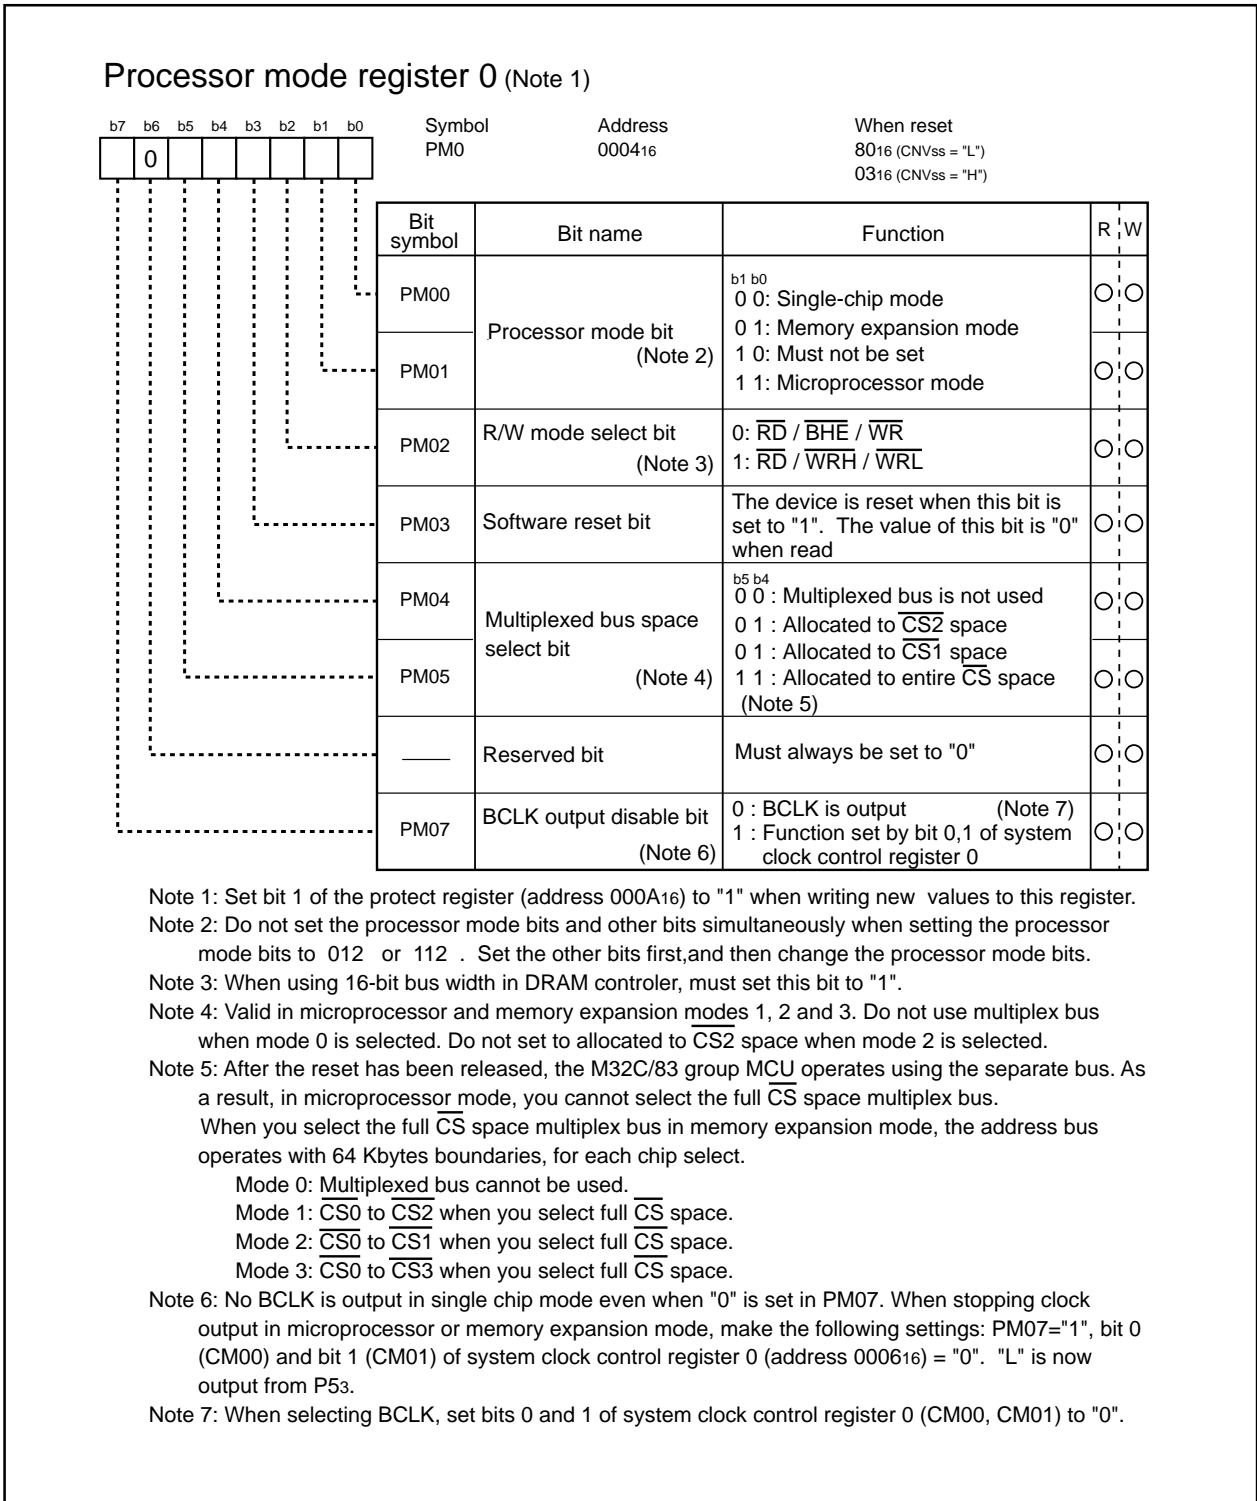 Processor mode register 0 (Note 1)
b7 b6 b5 b4 b3 b2 b1 b0
0
Symbol Address When reset
PM0 000416 8016 (CNVss = "L")
0316 (CNVss = "H")
Bit symbol Bit name Function R W
PM00
PM01
Processor mode bit
(Note 2)
b1 b0
0 0: Single-chip mode
0 1: Memory expansion mode
1 0: Must not be set
1 1: Microprocessor mode
PM02
R/W mode select bit
(Note 3)
0: R̅D̅ / B̅H̅E̅ / W̅R̅
1: R̅D̅ / W̅R̅H̅ / W̅R̅L̅
PM03
Software reset bit
The device is reset when this bit is
set to "1". The value of this bit is "0"
when read
PM04
PM05
Multiplexed bus space
select bit
(Note 4)
b5 b4
0 0 : Multiplexed bus is not used
0 1 : Allocated to C̅S̅2̅ space
0 1 : Allocated to C̅S̅1̅ space
1 1 : Allocated to entire C̅S̅ space
(Note 5)
Reserved bit
Must always be set to "0"
PM07
BCLK output disable bit
(Note 6)
0 : BCLK is output (Note 7)
1 : Function set by bit 0,1 of system
clock control register 0
Note 1: Set bit 1 of the protect register (address 000A16) to "1" when writing new values to this register.
Note 2: Do not set the processor mode bits and other bits simultaneously when setting the processor
mode bits to 012 or 112 . Set the other bits first,and then change the processor mode bits.
Note 3: When using 16-bit bus width in DRAM controler, must set this bit to "1".
Note 4: Valid in microprocessor and memory expansion modes 1, 2 and 3. Do not use multiplex bus
when mode 0 is selected. Do not set to allocated to C̅S̅2̅ space when mode 2 is selected.
Note 5: After the reset has been released, the M32C/83 group MCU operates using the separate bus. As
a result, in microprocessor mode, you cannot select the full C̅S̅ space multiplex bus.
When you select the full C̅S̅ space multiplex bus in memory expansion mode, the address bus
operates with 64 Kbytes boundaries, for each chip select.
Mode 0: Multiplexed bus cannot be used.
Mode 1: C̅S̅0̅ to C̅S̅2̅ when you select full C̅S̅ space.
Mode 2: C̅S̅0̅ to C̅S̅1̅ when you select full C̅S̅ space.
Mode 3: C̅S̅0̅ to C̅S̅3̅ when you select full C̅S̅ space.
Note 6: No BCLK is output in single chip mode even when "0" is set in PM07. When stopping clock
output in microprocessor or memory expansion mode, make the following settings: PM07="1", bit 0
(CM00) and bit 1 (CM01) of system clock control register 0 (address 000616) = "0". "L" is now
output from P53.
Note 7: When selecting BCLK, set bits 0 and 1 of system clock control register 0 (CM00, CM01) to "0".